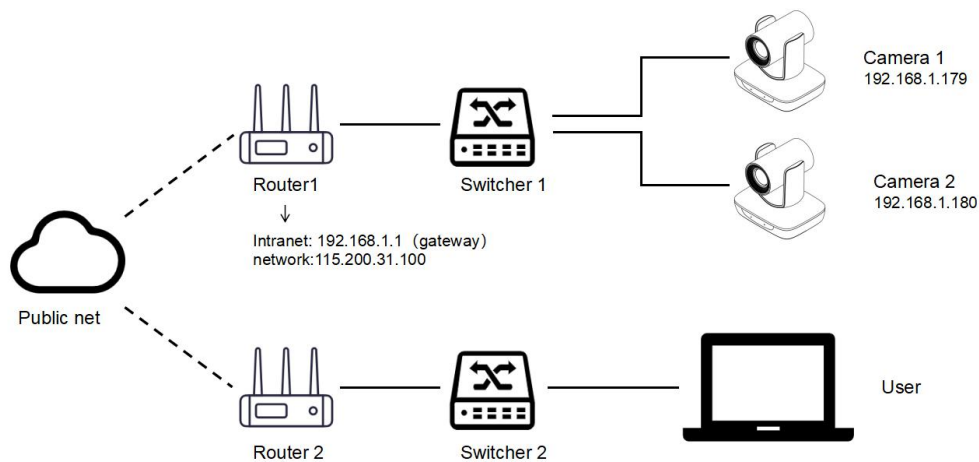 Camera 1
192.168.1.179
Router1
Switcher 1
Camera 2
192.168.1.180
Intranet: 192.168.1.1（gateway）
network:115.200.31.100
Public net
User
Router 2
Switcher 2